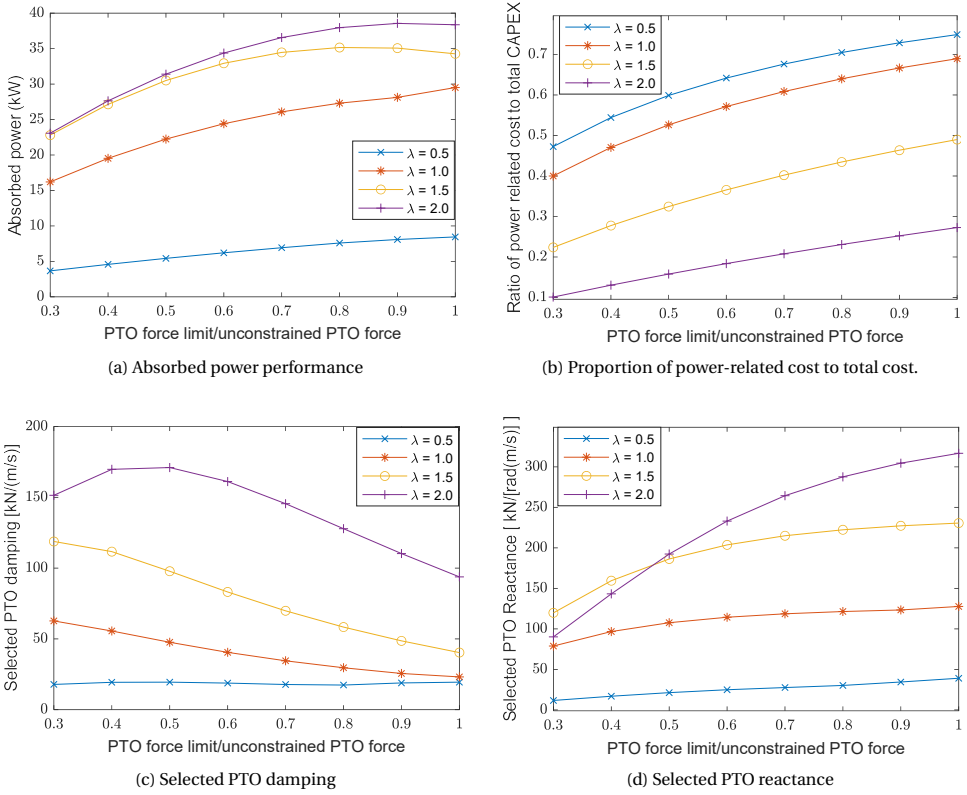 40
35
30
25
20
15
10
5
0
Absorbed power (kW)
λ = 0.5
λ = 1.0
λ = 1.5
λ = 2.0
0.3 0.4 0.5 0.6 0.7 0.8 0.9 1
PTO force limit/unconstrained PTO force
(a) Absorbed power performance
0.7
0.6
0.5
0.4
0.3
0.2
0.1
Ratio of power related cost to total CAPEX
λ = 0.5
λ = 1.0
λ = 1.5
λ = 2.0
0.3 0.4 0.5 0.6 0.7 0.8 0.9 1
PTO force limit/unconstrained PTO force
(b) Proportion of power-related cost to total cost.
200
150
100
50
0
Selected PTO damping [kN/(m/s)]
λ = 0.5
λ = 1.0
λ = 1.5
λ = 2.0
0.3 0.4 0.5 0.6 0.7 0.8 0.9 1
PTO force limit/unconstrained PTO force
(c) Selected PTO damping
300
250
200
150
100
50
0
Selected PTO Reactance [ kN/[rad(m/s)] ]
λ = 0.5
λ = 1.0
λ = 1.5
λ = 2.0
0.3 0.4 0.5 0.6 0.7 0.8 0.9 1
PTO force limit/unconstrained PTO force
(d) Selected PTO reactance